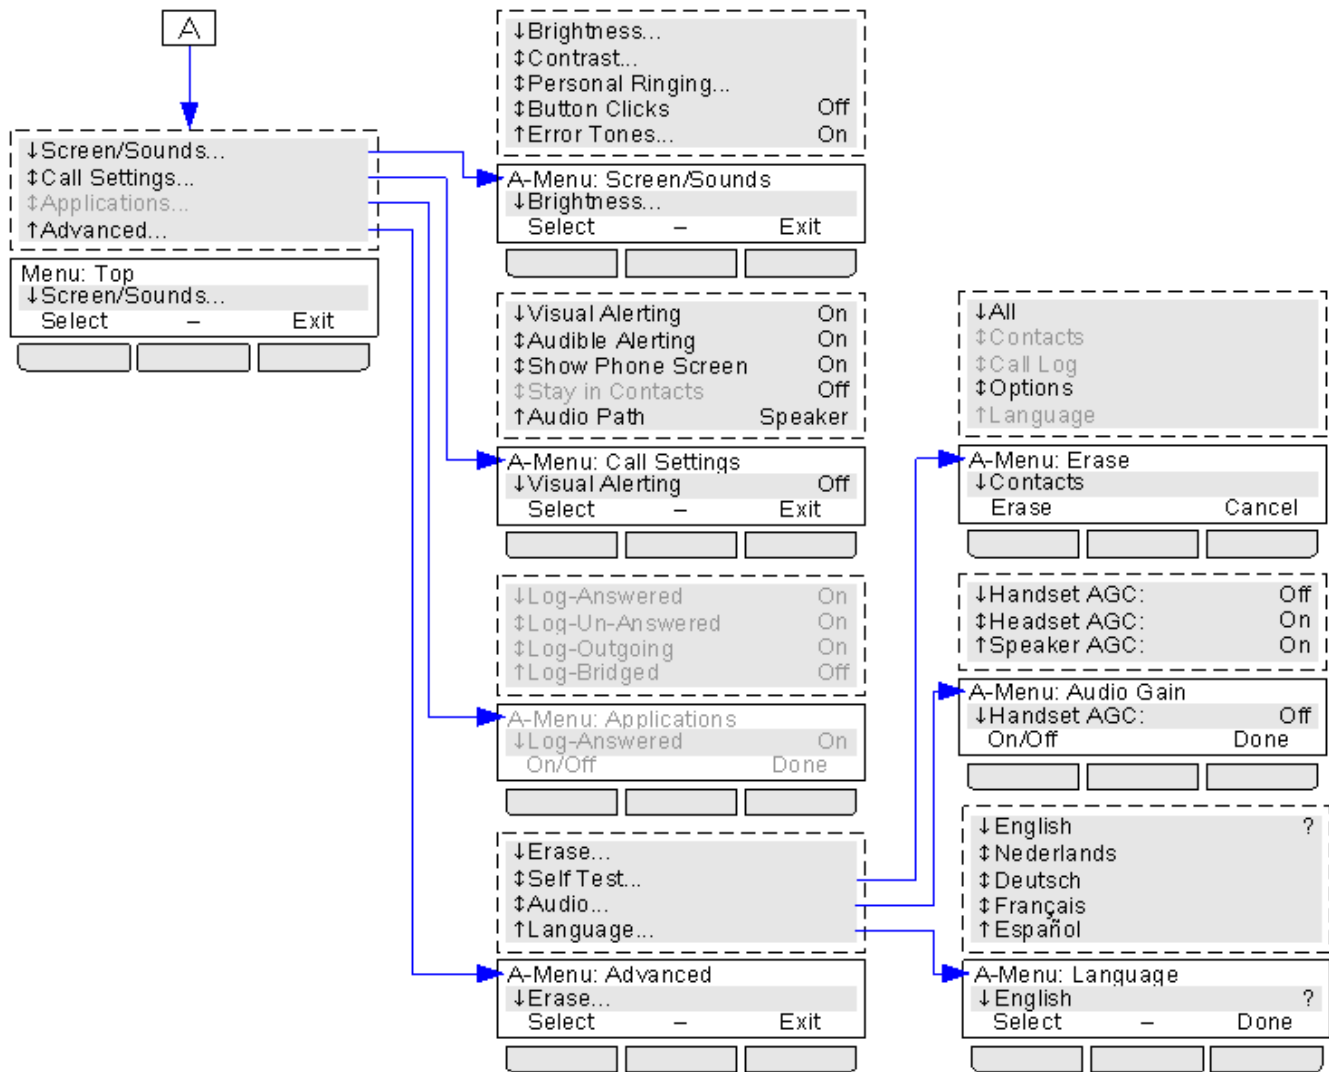 A
↓Screen/Sounds...
↕Call Settings...
↕Applications...
↑Advanced...
Menu: Top
↓Screen/Sounds...
Select – Exit
↓Brightness...
↕Contrast...
↕Personal Ringing...
↕Button Clicks Off
↑Error Tones... On
A-Menu: Screen/Sounds
↓Brightness...
Select – Exit
↓Visual Alerting On
↕Audible Alerting On
↕Show Phone Screen On
↕Stay in Contacts Off
↑Audio Path Speaker
A-Menu: Call Settings
↓Visual Alerting Off
Select – Exit
↓Log-Answered On
↕Log-Un-Answered On
↕Log-Outgoing On
↑Log-Bridged Off
A-Menu: Applications
↓Log-Answered On
On/Off Done
↓Erase...
↕Self Test...
↕Audio...
↑Language...
A-Menu: Advanced
↓Erase...
Select – Exit
↓All
↕Contacts
↕Call Log
↕Options
↑Language
A-Menu: Erase
↓Contacts
Erase Cancel
↓Handset AGC: Off
↕Headset AGC: On
↑Speaker AGC: On
A-Menu: Audio Gain
↓Handset AGC: Off
On/Off Done
↓English ?
↕Nederlands
↕Deutsch
↕Français
↑Español
A-Menu: Language
↓English ?
Select – Done